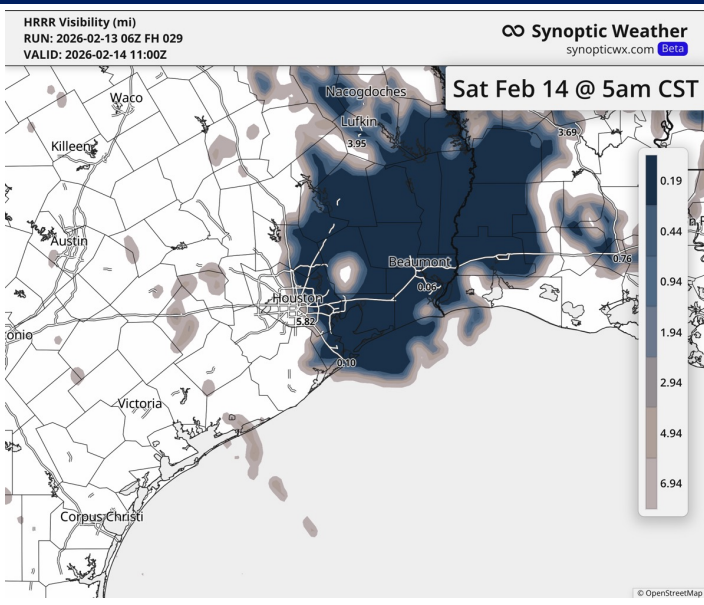 HRRR Visibility (mi)
RUN: 2026-02-13 06Z FH 029
VALID: 2026-02-14 11:00Z
Synoptic Weather
synopticwx.com Beta
Sat Feb 14 @ 5am CST
Nacogdoches
Waco
Lufkin
3.69
3.95
Killeen
0.19
0.44
Austin
0.76
Beaumont
0.94
0.06
Houston
5.82
1.94
onio
0.10
2.94
Victoria
4.94
6.94
Corpus Christi
© OpenStreetMap